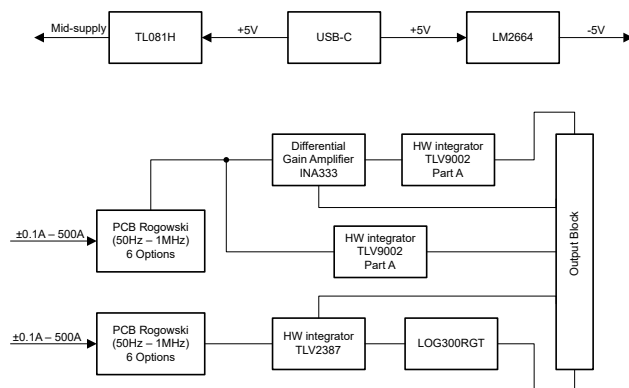 Mid-supply
TL081H
+5V
USB-C
+5V
LM2664
-5V
Differential
Gain Amplifier
INA333
HW integrator
TLV9002
Part A
±0.1A – 500A
PCB Rogowski
(50Hz – 1MHz)
6 Options
HW integrator
TLV9002
Part A
Output Block
±0.1A – 500A
PCB Rogowski
(50Hz – 1MHz)
6 Options
HW integrator
TLV2387
LOG300RGT